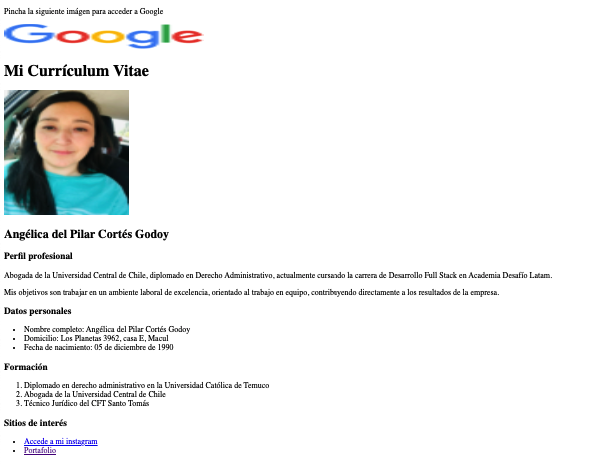 Pincha la siguiente imágen para acceder a Google
Google
Mi Currículum Vitae
Angélica del Pilar Cortés Godoy
Perfil profesional
Abogada de la Universidad Central de Chile, diplomado en Derecho Administrativo, actualmente cursando la carrera de Desarrollo Full Stack en Academia Desafío Latam.
Mis objetivos son trabajar en un ambiente laboral de excelencia, orientado al trabajo en equipo, contribuyendo directamente a los resultados de la empresa.
Datos personales
• Nombre completo: Angélica del Pilar Cortés Godoy
• Domicilio: Los Planetas 3962, casa E, Macul
• Fecha de nacimiento: 05 de diciembre de 1990
Formación
1. Diplomado en derecho administrativo en la Universidad Católica de Temuco
2. Abogada de la Universidad Central de Chile
3. Técnico Jurídico del CFT Santo Tomás
Sitios de interés
• Accede a mi instagram
• Portafolio